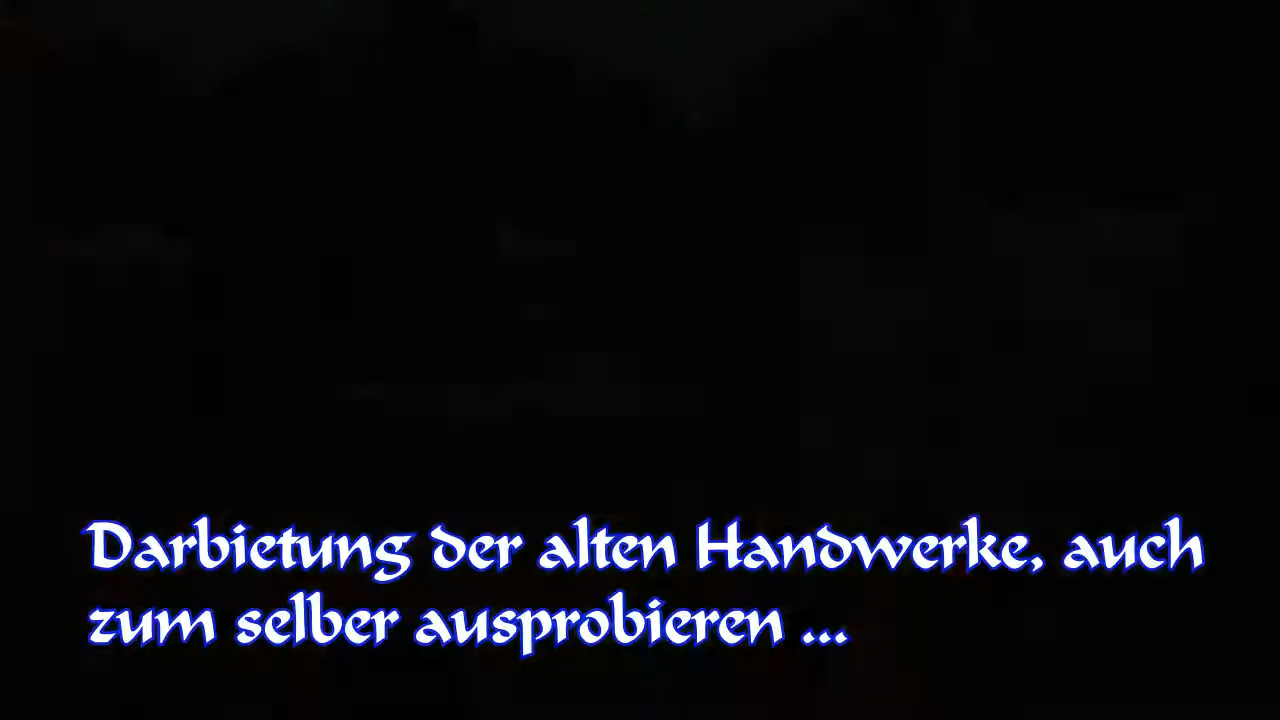 Darbietung der alten Handwerke, auch
zum selber ausprobieren ...